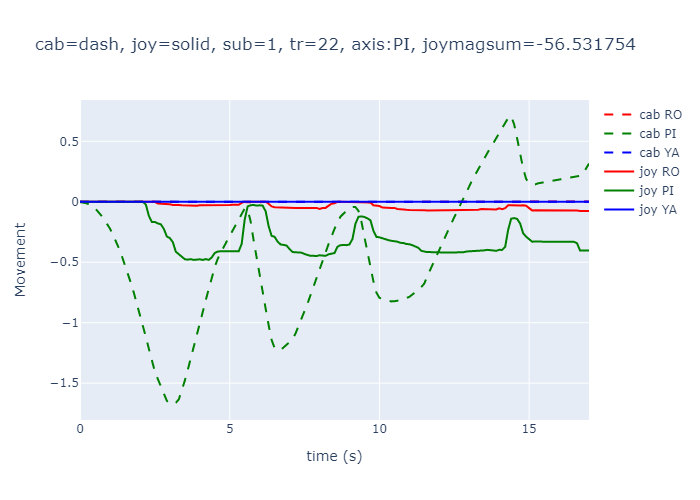 cab=dash, joy=solid, sub=1, tr=22, axis:PI, joymagsum=-56.531754
cab RO
cab PI
cab YA
joy RO
joy PI
joy YA
0.5
0
−0.5
−1
−1.5
Movement
0
5
10
15
time (s)